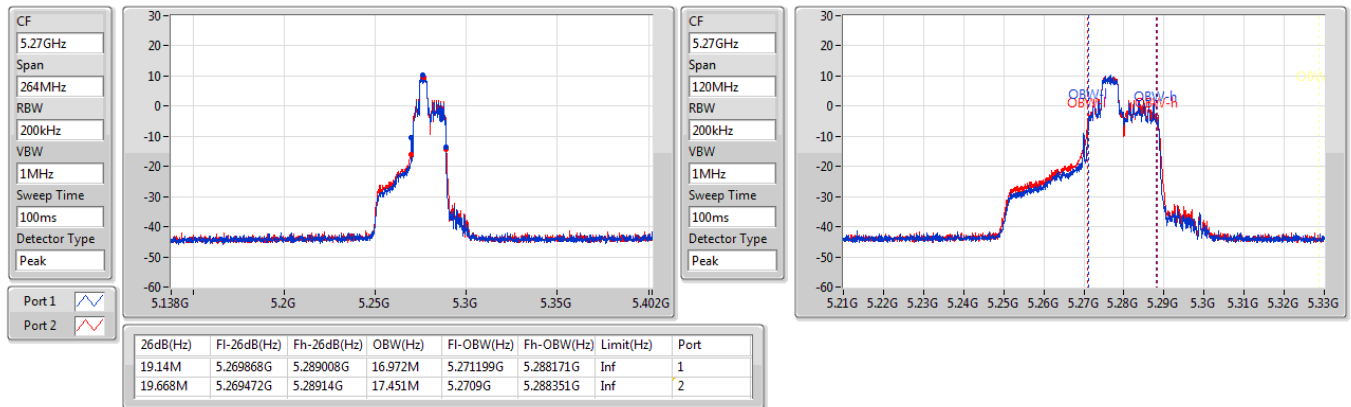 CF
5.27GHz
Span
264MHz
RBW
200kHz
VBW
1MHz
Sweep Time
100ms
Detector Type
Peak
Port 1
Port 2
30
20
10
0
-10
-20
-30
-40
-50
-60
5.138G 5.2G 5.25G 5.3G 5.35G 5.402G
CF
5.27GHz
Span
120MHz
RBW
200kHz
VBW
1MHz
Sweep Time
100ms
Detector Type
Peak
30
20
10
0
-10
-20
-30
-40
-50
-60
OBW-h
OBW-h
5.21G 5.22G 5.23G 5.24G 5.25G 5.26G 5.27G 5.28G 5.29G 5.3G 5.31G 5.32G 5.33G
26dB(Hz) Fl-26dB(Hz) Fh-26dB(Hz) OBW(Hz) Fl-OBW(Hz) Fh-OBW(Hz) Limit(Hz) Port
19.14M 5.269868G 5.289008G 16.972M 5.271199G 5.288171G Inf 1
19.668M 5.269472G 5.28914G 17.451M 5.2709G 5.288351G Inf 2